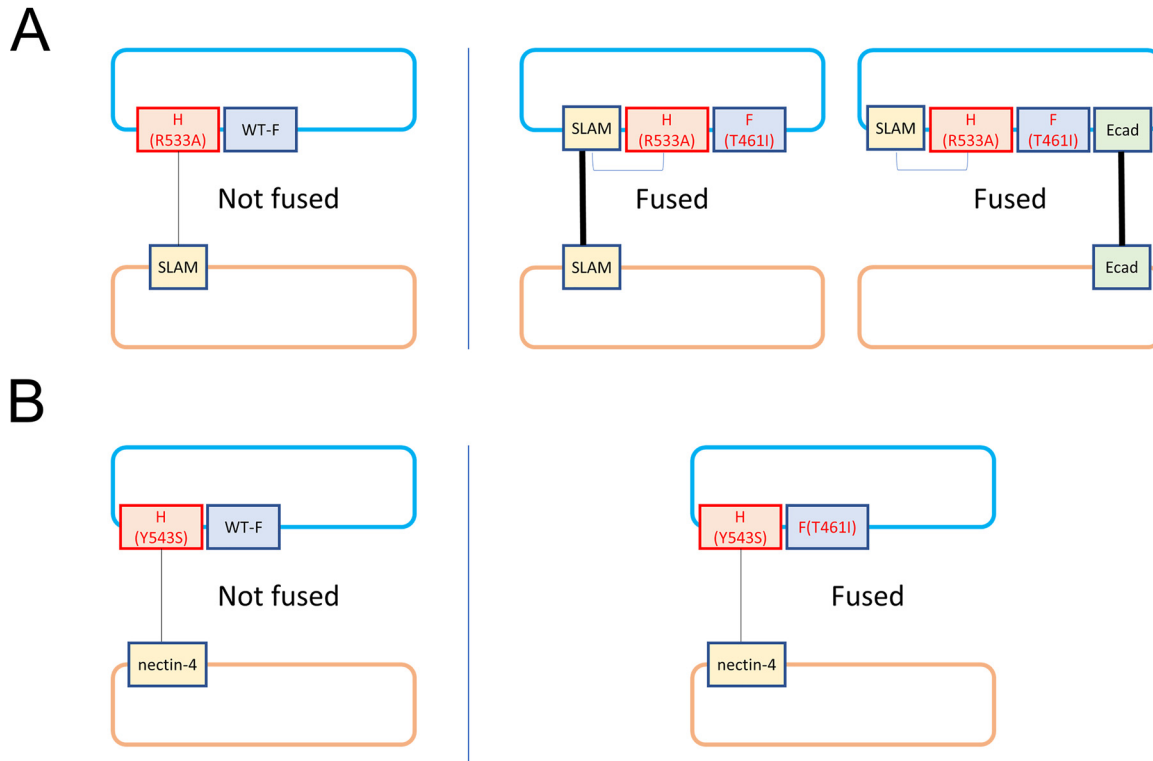 A
H
(R533A)
WT-F
Not fused
SLAM
SLAM
H
(R533A)
F
(T461I)
Fused
SLAM
SLAM
H
(R533A)
F
(T461I)
Ecad
Fused
Ecad
B
H
(Y543S)
WT-F
Not fused
nectin-4
H
(Y543S)
F(T461I)
Fused
nectin-4